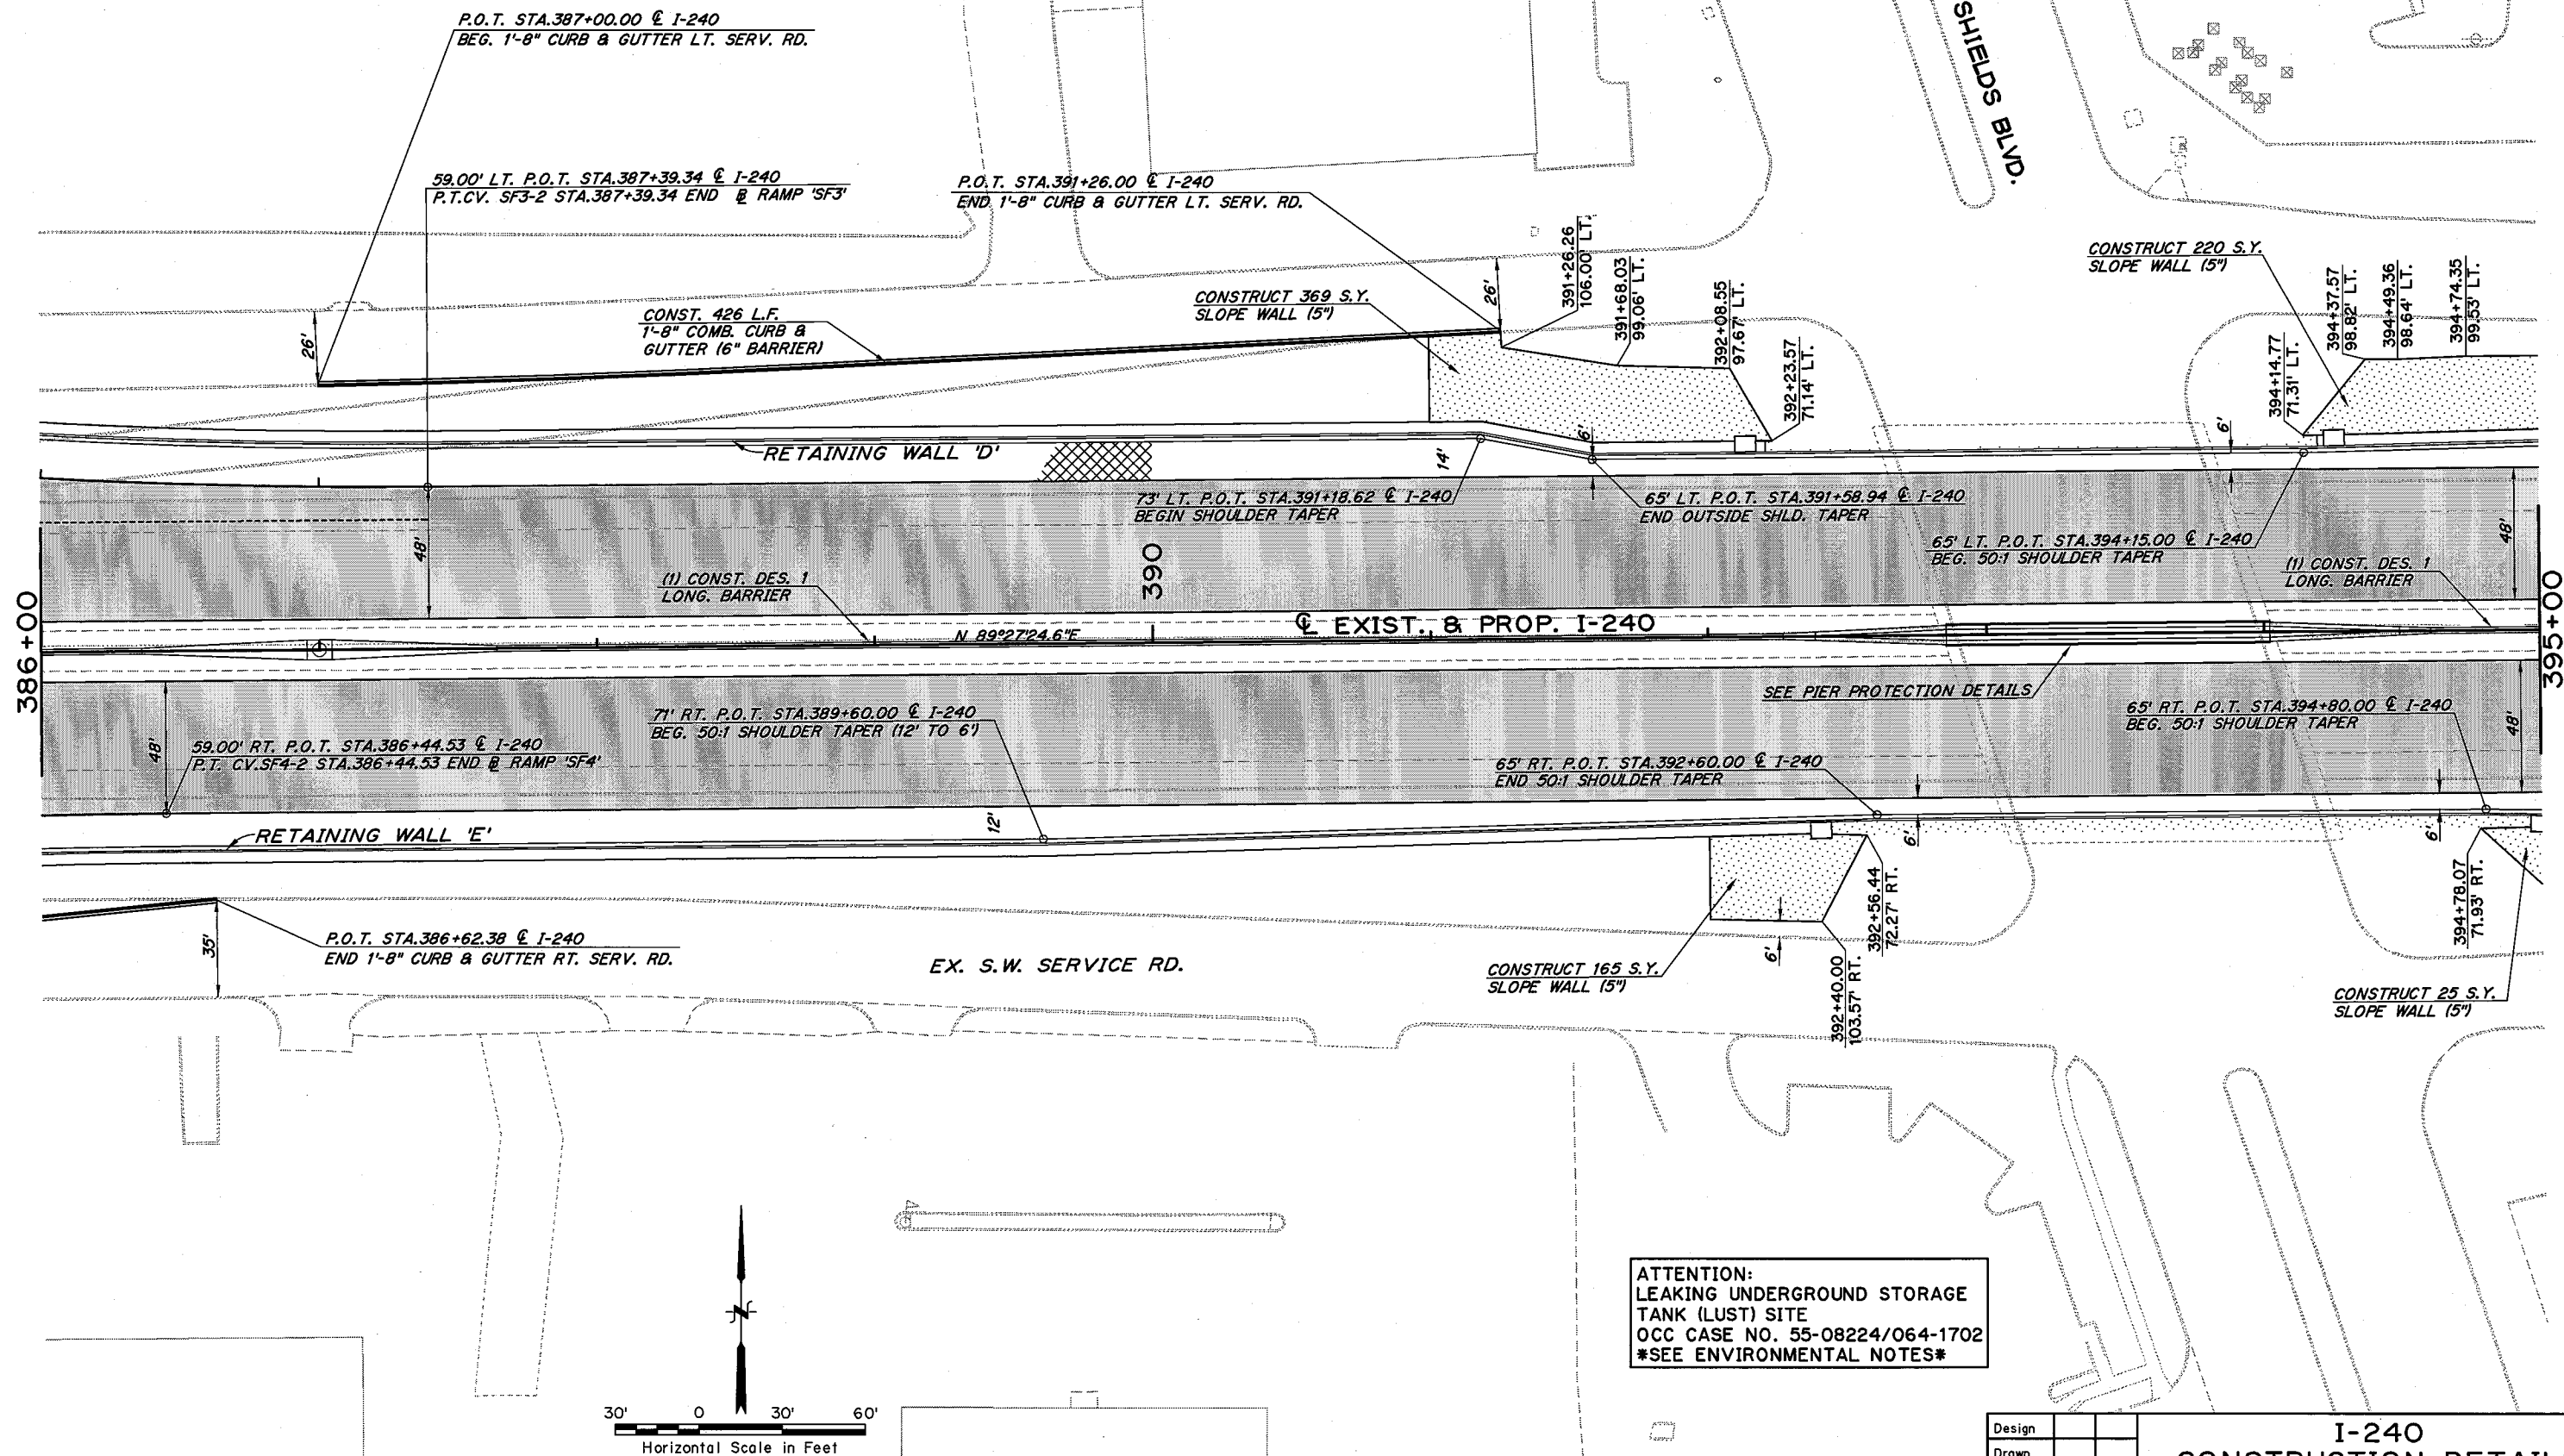 P.O.T. STA.387+00.00 ℄ I-240
BEG. 1'-8" CURB & GUTTER LT. SERV. RD.
SHIELDS BLVD.
59.00' LT. P.O.T. STA.387+39.34 ℄ I-240
P.T.CV. SF3-2 STA.387+39.34 END ⅊ RAMP 'SF3'
P.O.T. STA.391+26.00 ℄ I-240
END 1'-8" CURB & GUTTER LT. SERV. RD.
CONSTRUCT 220 S.Y.
SLOPE WALL (5")
391+26.26
106.00' LT.
391+68.03
99.06' LT.
392+08.55
97.67' LT.
392+23.57
71.14' LT.
394+14.77
71.31' LT.
394+37.57
98.82' LT.
394+49.36
98.64' LT.
394+74.35
99.53' LT.
26'
26'
CONSTRUCT 369 S.Y.
SLOPE WALL (5")
CONST. 426 L.F.
1'-8" COMB. CURB &
GUTTER (6" BARRIER)
RETAINING WALL 'D'
14'
6'
6'
73' LT. P.O.T. STA.391+18.62 ℄ I-240
BEGIN SHOULDER TAPER
65' LT. P.O.T. STA.391+58.94 ℄ I-240
END OUTSIDE SHLD. TAPER
65' LT. P.O.T. STA.394+15.00 ℄ I-240
BEG. 50:1 SHOULDER TAPER
48'
48'
390
(1) CONST. DES. 1
LONG. BARRIER
(1) CONST. DES. 1
LONG. BARRIER
386+00
N 89°27'24.6"E
℄ EXIST. & PROP. I-240
395+00
SEE PIER PROTECTION DETAILS
71' RT. P.O.T. STA.389+60.00 ℄ I-240
BEG. 50:1 SHOULDER TAPER (12' TO 6')
65' RT. P.O.T. STA.394+80.00 ℄ I-240
BEG. 50:1 SHOULDER TAPER
48'
48'
59.00' RT. P.O.T. STA.386+44.53 ℄ I-240
P.T. CV.SF4-2 STA.386+44.53 END ⅊ RAMP 'SF4'
65' RT. P.O.T. STA.392+60.00 ℄ I-240
END 50:1 SHOULDER TAPER
12'
6'
6'
RETAINING WALL 'E'
392+56.44
72.27' RT.
394+78.07
71.93' RT.
35'
P.O.T. STA.386+62.38 ℄ I-240
END 1'-8" CURB & GUTTER RT. SERV. RD.
EX. S.W. SERVICE RD.
6'
CONSTRUCT 165 S.Y.
SLOPE WALL (5")
392+40.00
103.57' RT.
CONSTRUCT 25 S.Y.
SLOPE WALL (5")
N
ATTENTION:
LEAKING UNDERGROUND STORAGE
TANK (LUST) SITE
OCC CASE NO. 55-08224/064-1702
*SEE ENVIRONMENTAL NOTES*
30' 0 30' 60'
Horizontal Scale in Feet
Design
I-240
Drawn
CONSTRUCTION DETAIL